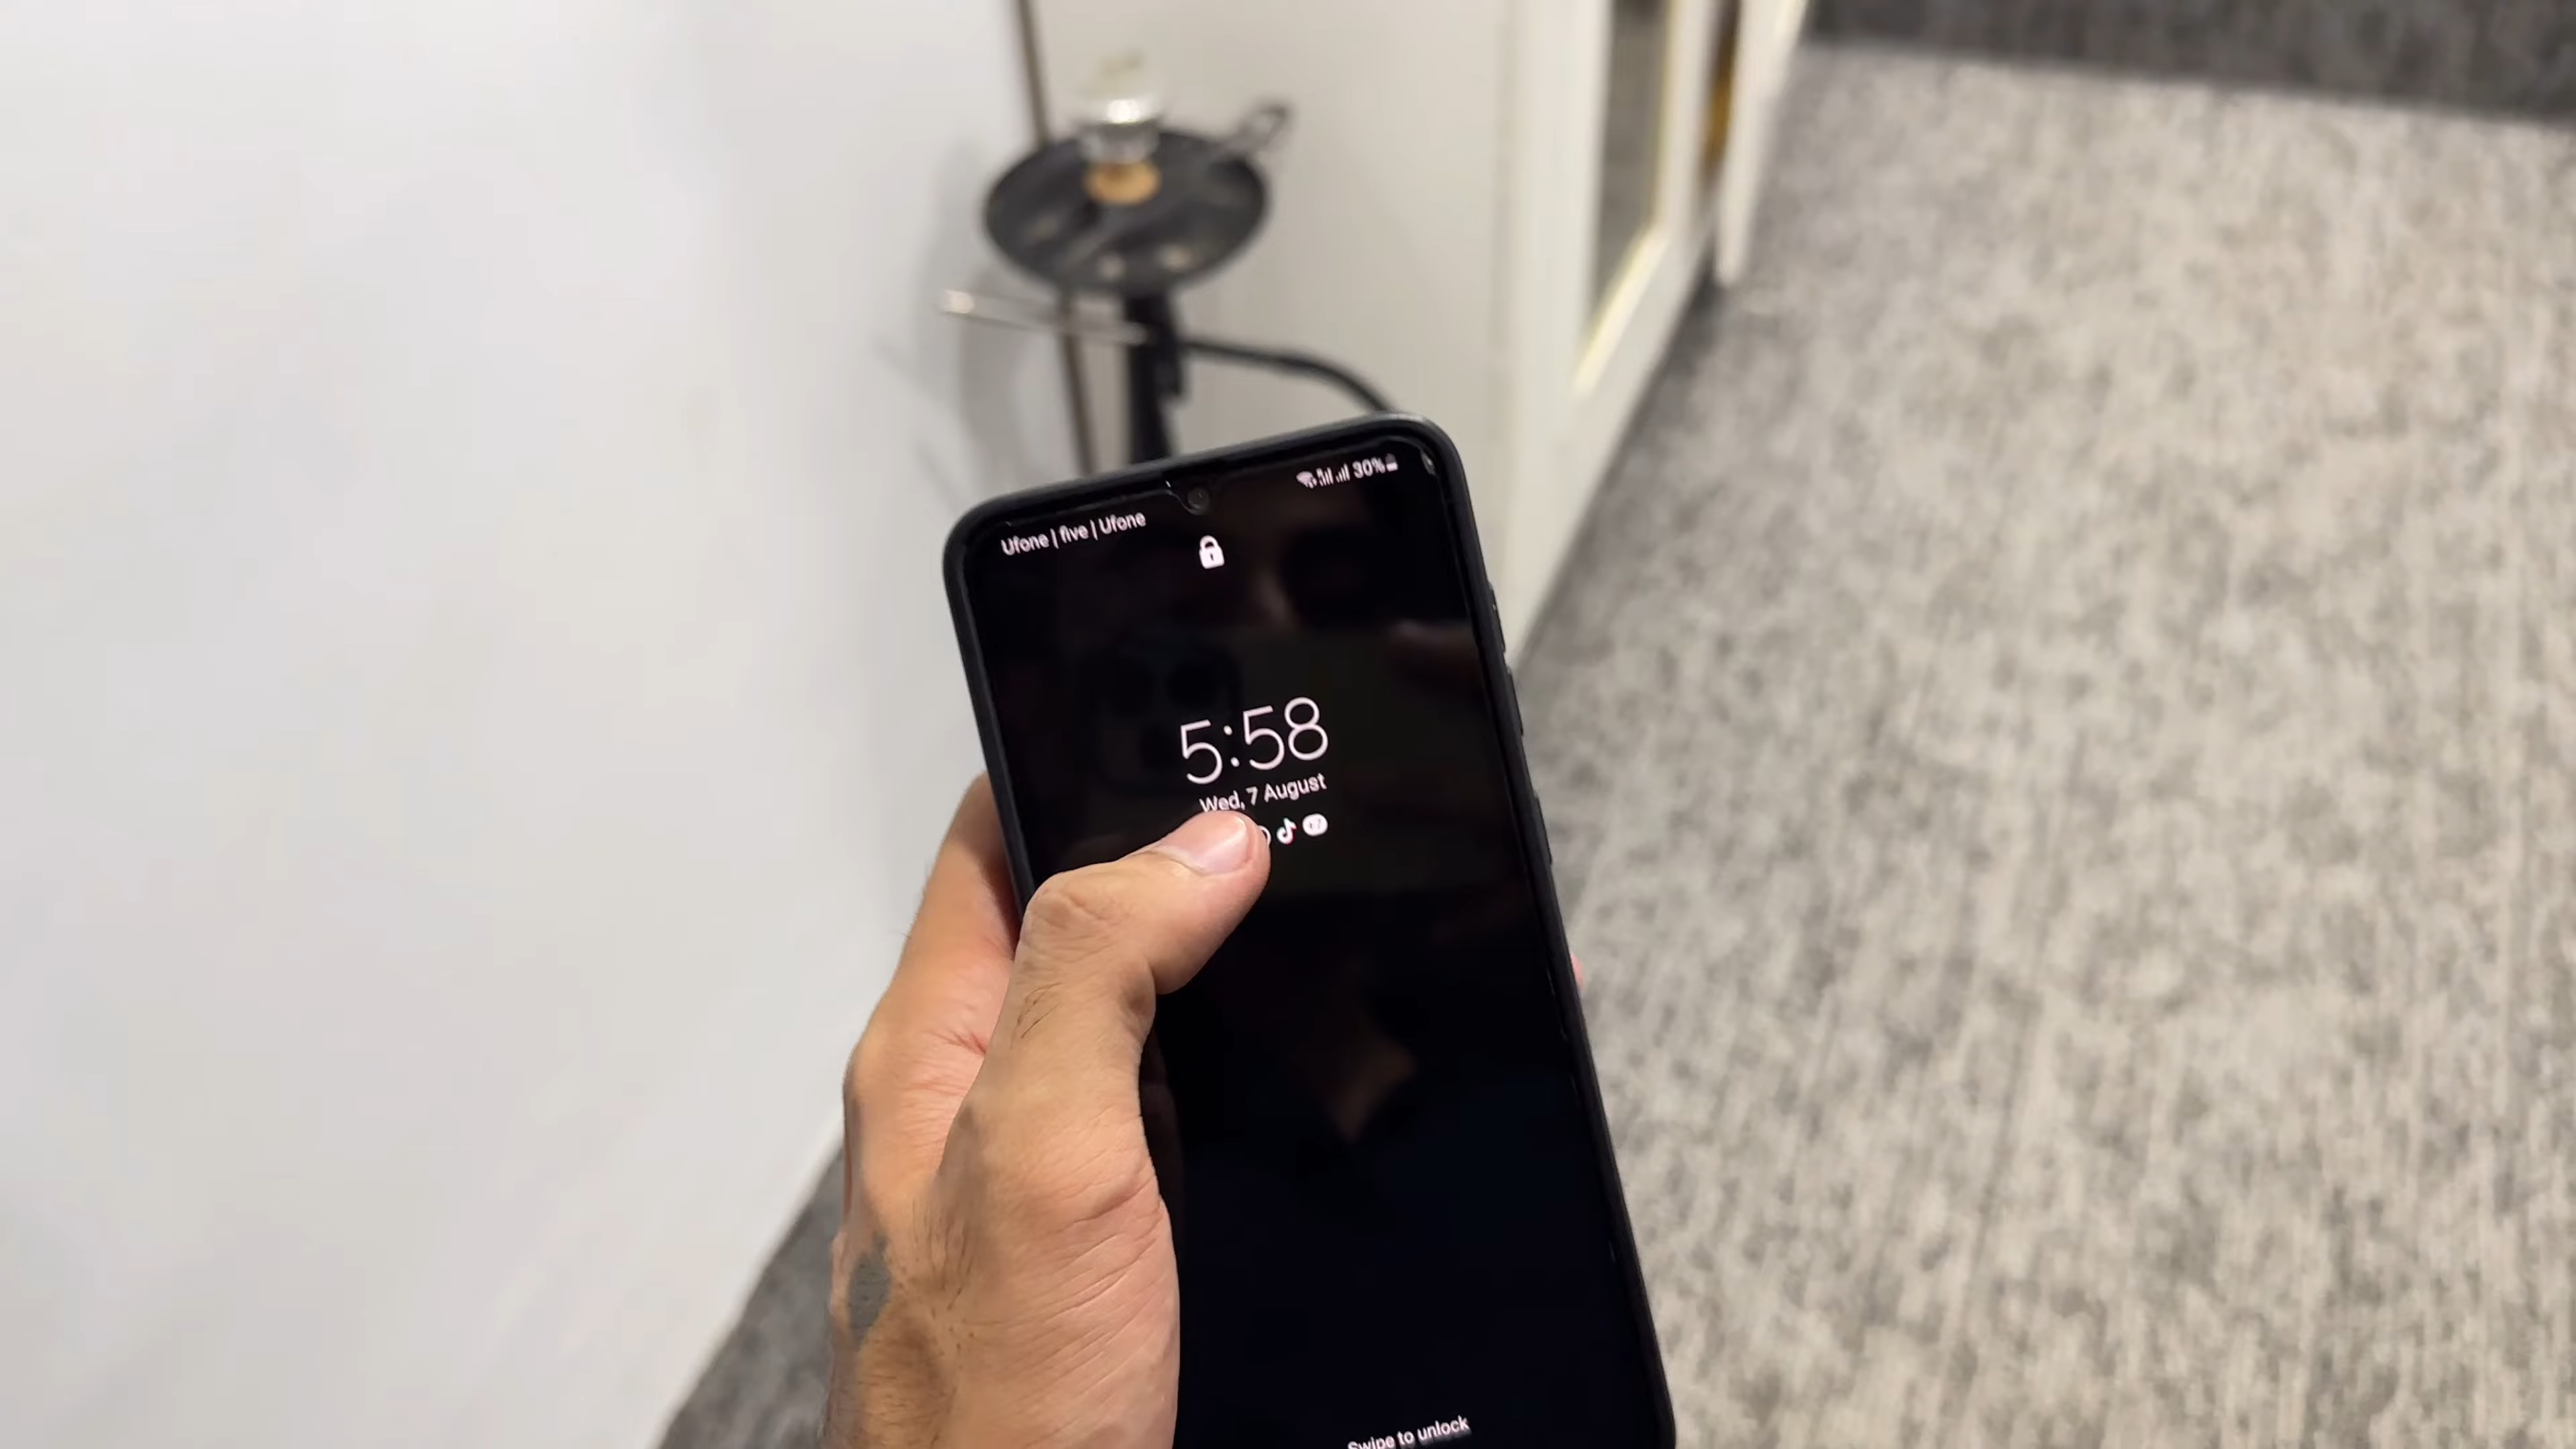 30%
Ufone | five | Ufone
5:58
Wed, 7 August
Swipe to unlock